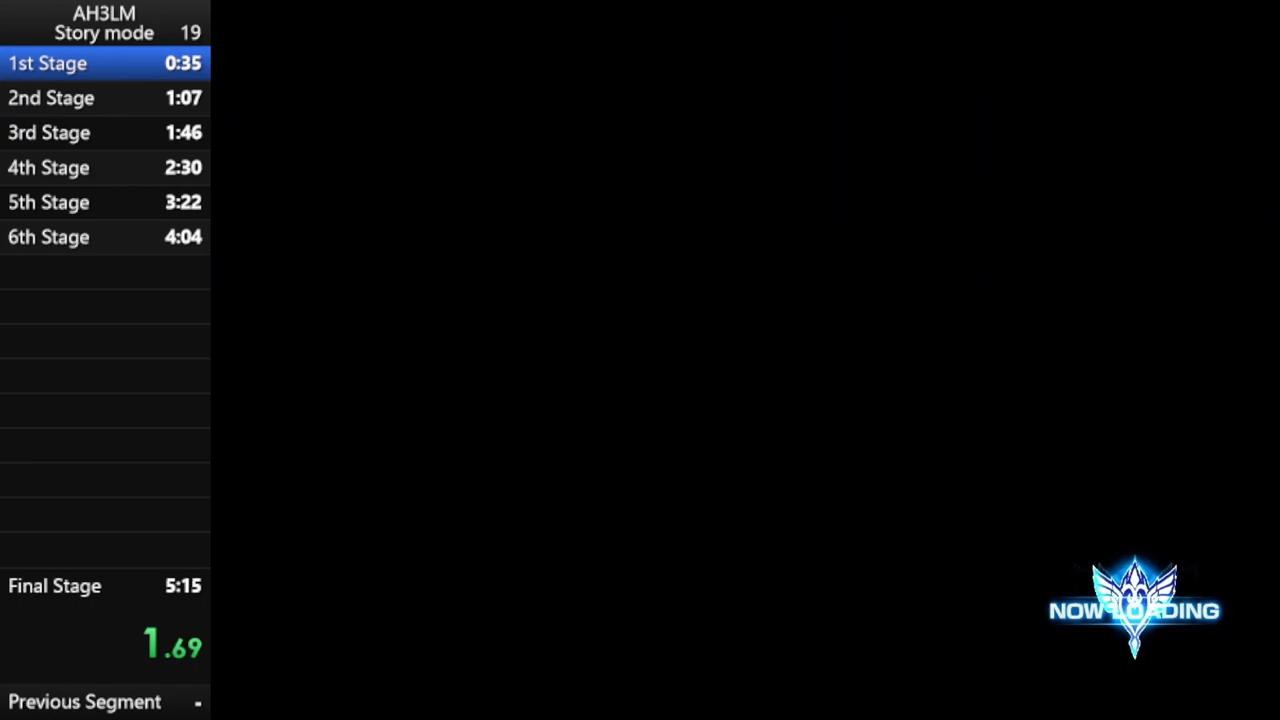 AH3LM
Story mode 19
1st Stage 0:35
2nd Stage 1:07
3rd Stage 1:46
4th Stage 2:30
5th Stage 3:22
6th Stage 4:04
Final Stage 5:15
1.69
Previous Segment -
NOW LOADING